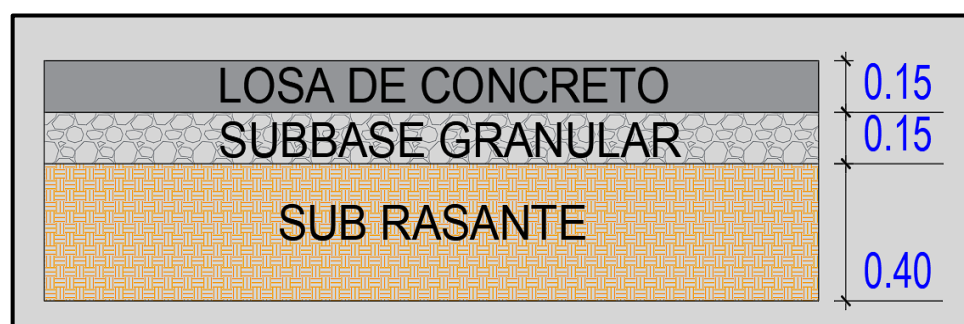 LOSA DE CONCRETO
0.15
SUBBASE GRANULAR
0.15
SUB RASANTE
0.40